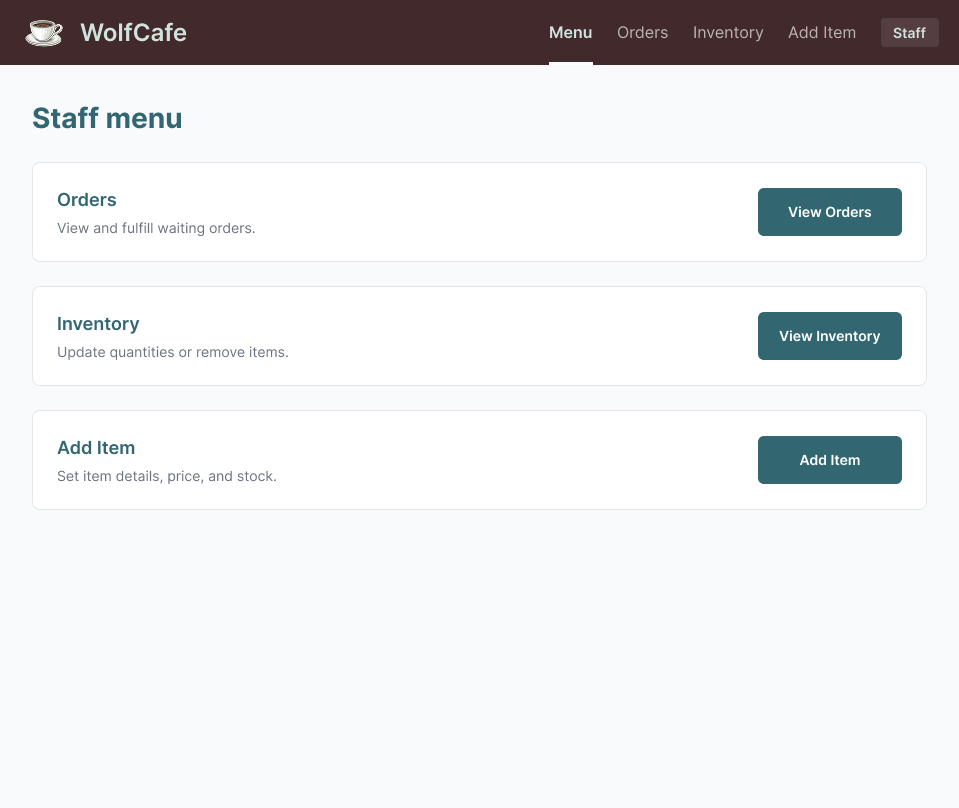 WolfCafe
Menu
Orders
Inventory
Add Item
Staff
Staff menu
Orders
View and fulfill waiting orders.
View Orders
Inventory
Update quantities or remove items.
View Inventory
Add Item
Set item details, price, and stock.
Add Item